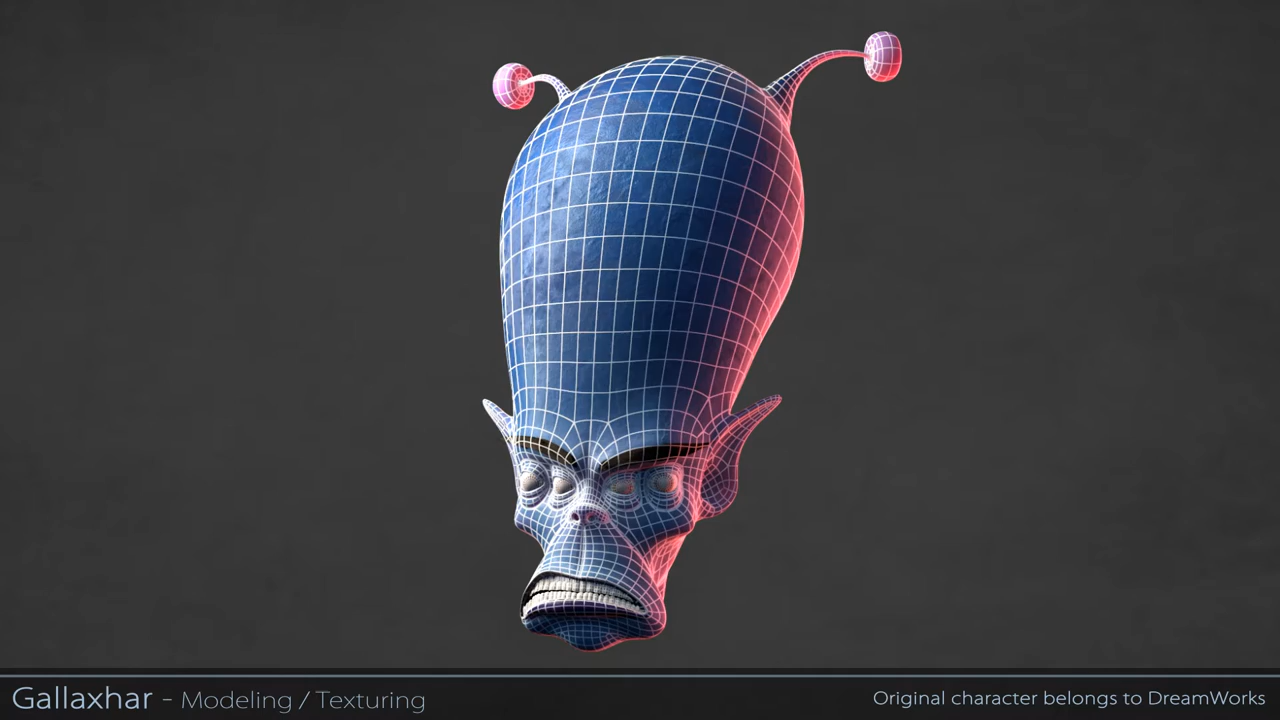 Gallaxhar - Modeling / Texturing
Original character belongs to DreamWorks